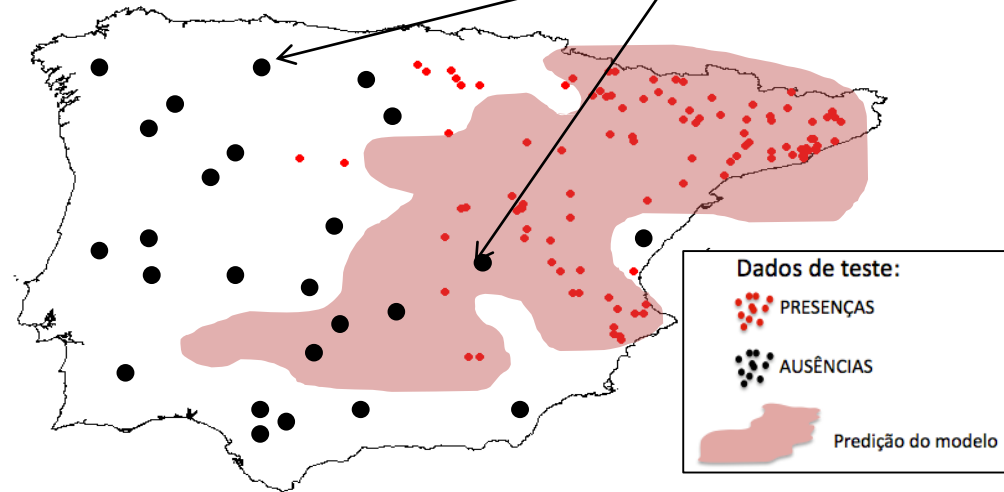 Dados de teste:
PRESENÇAS
AUSÊNCIAS
Predição do modelo